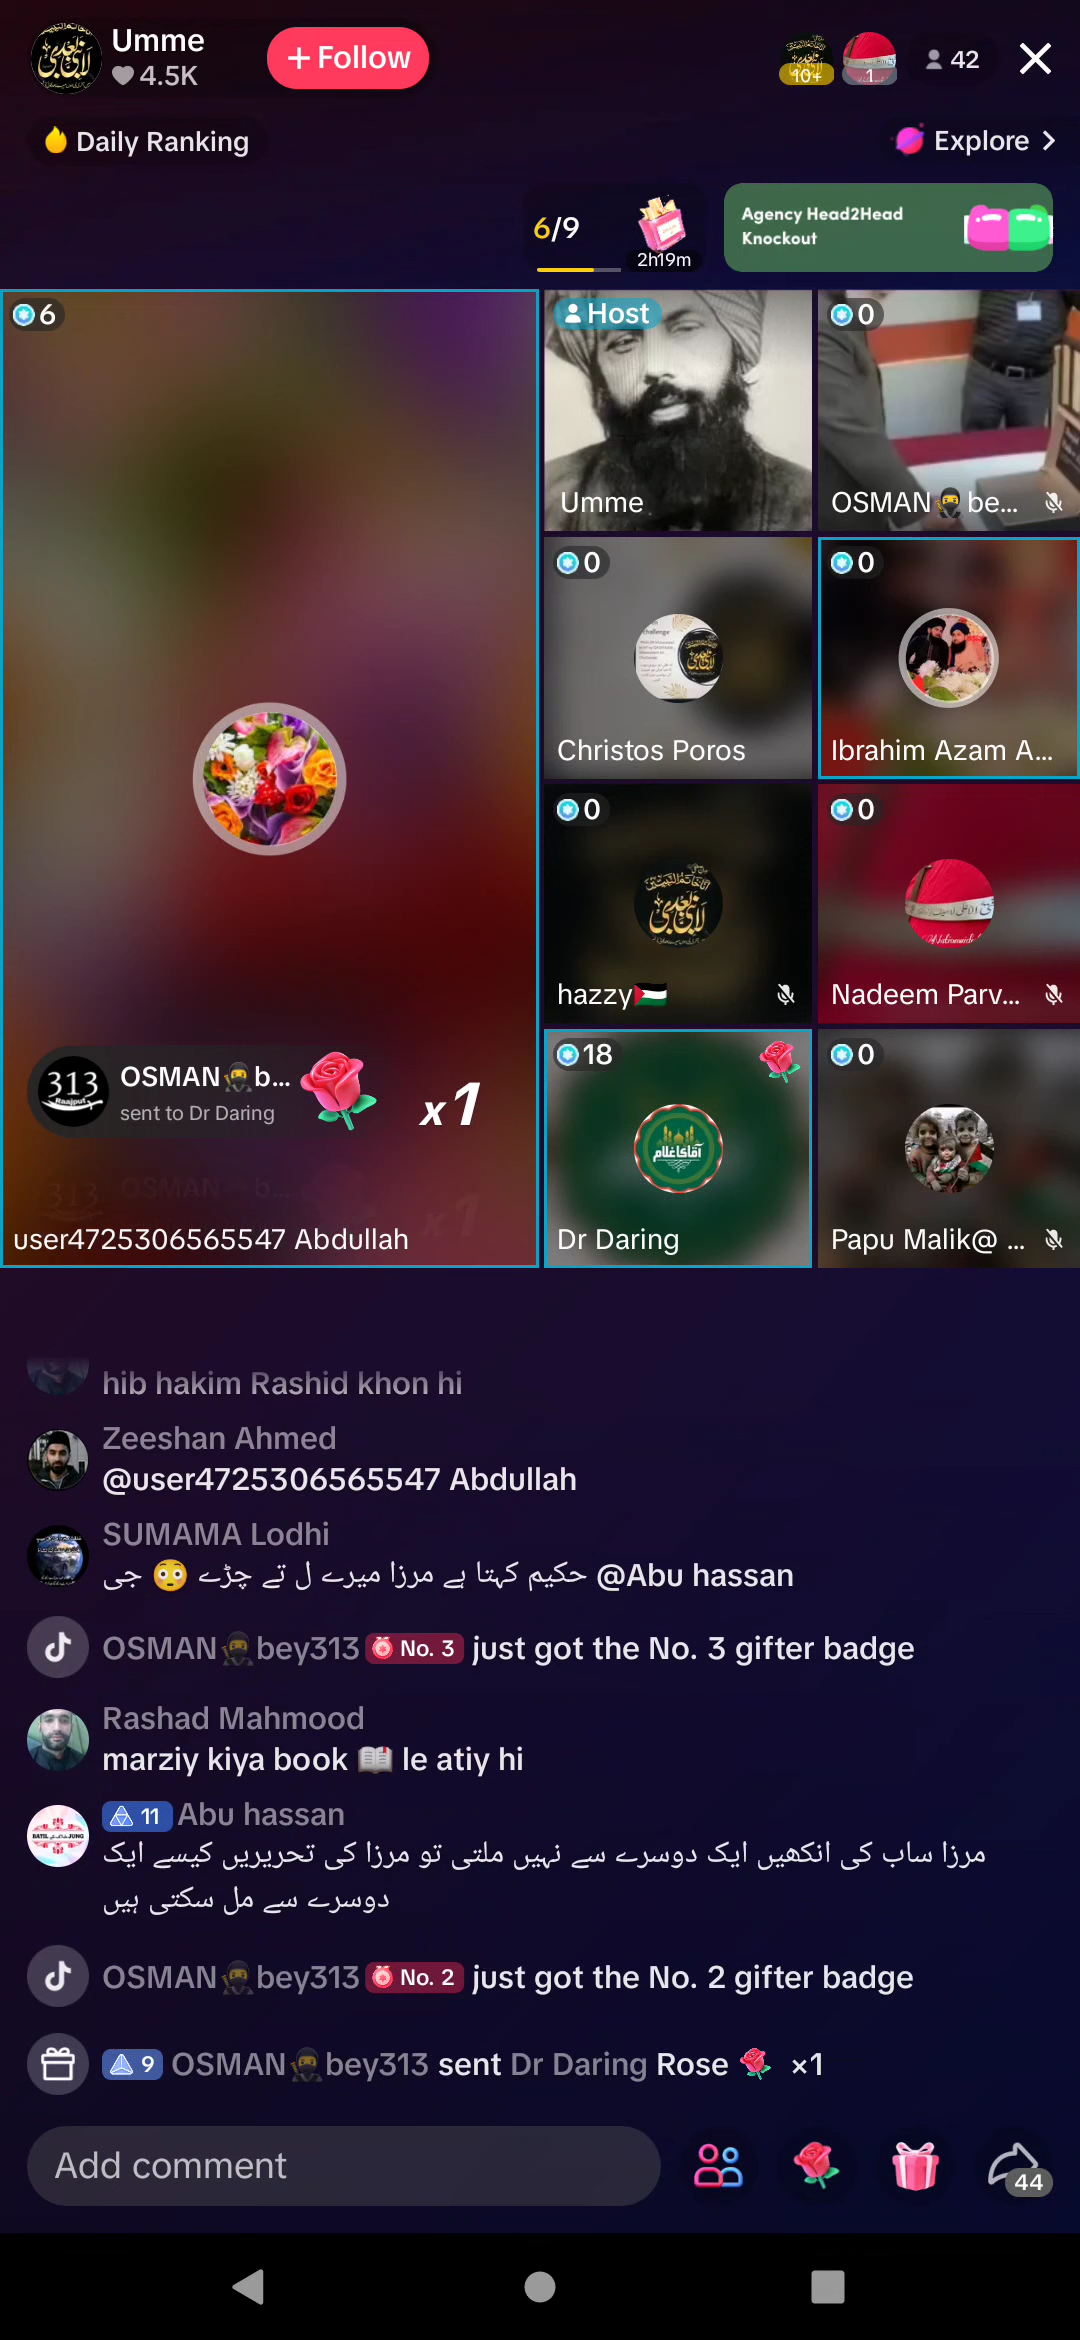 Umme
4.5K
+ Follow
10+
1
42
Daily Ranking
Explore >
6/9
2h19m
Agency Head2Head
Knockout
6
Host
Umme
0
OSMAN🥷be...
0
Christos Poros
0
Ibrahim Azam A...
0
hazzy🇵🇸
0
Nadeem Parv...
18
Dr Daring
0
Papu Malik@ ...
313
Raajput
OSMAN🥷b...
sent to Dr Daring
x1
user4725306565547 Abdullah
hib hakim Rashid khon hi
Zeeshan Ahmed
@user4725306565547 Abdullah
SUMAMA Lodhi
@Abu hassan حکیم کہتا ہے مرزا میرے ل تے چڑے 😳 جی
OSMAN🥷bey313 No. 3 just got the No. 3 gifter badge
Rashad Mahmood
marziy kiya book 📖 le atiy hi
11 Abu hassan
مرزا ساب کی انکھیں ایک دوسرے سے نہیں ملتی تو مرزا کی تحریریں کیسے ایک
دوسرے سے مل سکتی ہیں
OSMAN🥷bey313 No. 2 just got the No. 2 gifter badge
9 OSMAN🥷bey313 sent Dr Daring Rose 🌹 ×1
Add comment
44